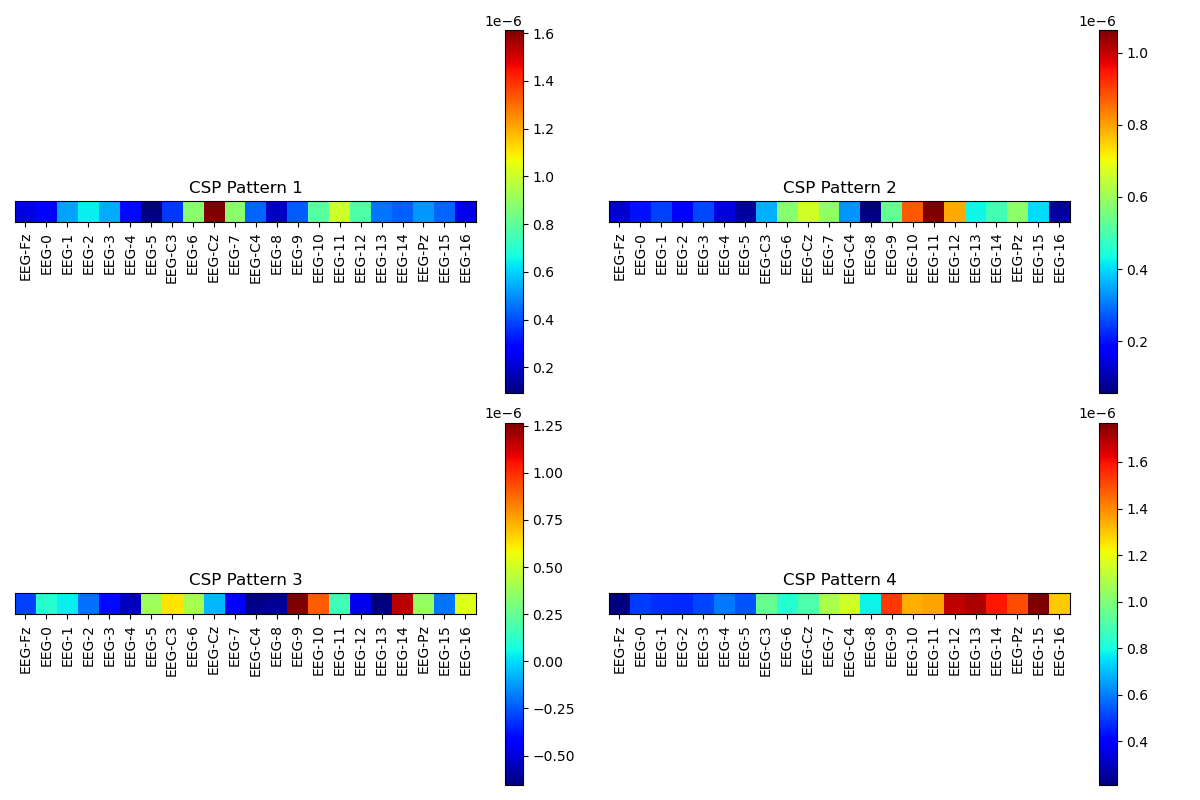 CSP Pattern 1
EEG-Fz EEG-0 EEG-1 EEG-2 EEG-3 EEG-4 EEG-5 EEG-C3 EEG-6 EEG-Cz EEG-7 EEG-C4 EEG-8 EEG-9 EEG-10 EEG-11 EEG-12 EEG-13 EEG-14 EEG-Pz EEG-15 EEG-16
1e−6
1.6
1.4
1.2
1.0
0.8
0.6
0.4
0.2
CSP Pattern 2
EEG-Fz EEG-0 EEG-1 EEG-2 EEG-3 EEG-4 EEG-5 EEG-C3 EEG-6 EEG-Cz EEG-7 EEG-C4 EEG-8 EEG-9 EEG-10 EEG-11 EEG-12 EEG-13 EEG-14 EEG-Pz EEG-15 EEG-16
1e−6
1.0
0.8
0.6
0.4
0.2
CSP Pattern 3
EEG-Fz EEG-0 EEG-1 EEG-2 EEG-3 EEG-4 EEG-5 EEG-C3 EEG-6 EEG-Cz EEG-7 EEG-C4 EEG-8 EEG-9 EEG-10 EEG-11 EEG-12 EEG-13 EEG-14 EEG-Pz EEG-15 EEG-16
1e−6
1.25
1.00
0.75
0.50
0.25
0.00
−0.25
−0.50
CSP Pattern 4
EEG-Fz EEG-0 EEG-1 EEG-2 EEG-3 EEG-4 EEG-5 EEG-C3 EEG-6 EEG-Cz EEG-7 EEG-C4 EEG-8 EEG-9 EEG-10 EEG-11 EEG-12 EEG-13 EEG-14 EEG-Pz EEG-15 EEG-16
1e−6
1.6
1.4
1.2
1.0
0.8
0.6
0.4